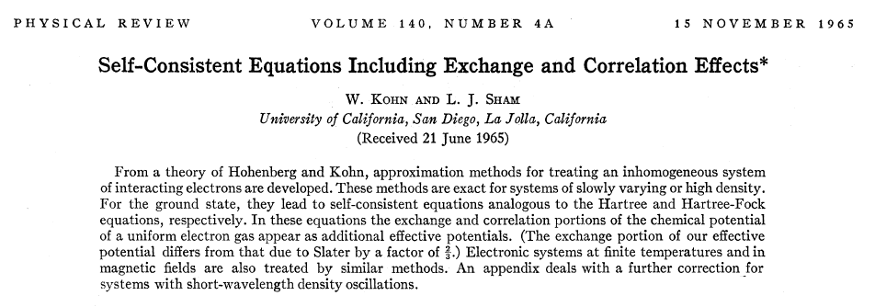 PHYSICAL REVIEW VOLUME 140, NUMBER 4A 15 NOVEMBER 1965
Self-Consistent Equations Including Exchange and Correlation Effects*
W. KOHN AND L. J. SHAM
University of California, San Diego, La Jolla, California
(Received 21 June 1965)
From a theory of Hohenberg and Kohn, approximation methods for treating an inhomogeneous system
of interacting electrons are developed. These methods are exact for systems of slowly varying or high density.
For the ground state, they lead to self-consistent equations analogous to the Hartree and Hartree-Fock
equations, respectively. In these equations the exchange and correlation portions of the chemical potential
of a uniform electron gas appear as additional effective potentials. (The exchange portion of our effective
potential differs from that due to Slater by a factor of ⅔.) Electronic systems at finite temperatures and in
magnetic fields are also treated by similar methods. An appendix deals with a further correction for
systems with short-wavelength density oscillations.